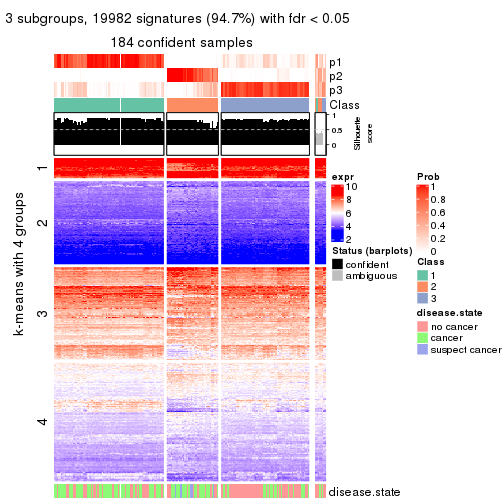 3 subgroups, 19982 signatures (94.7%) with fdr < 0.05
184 confident samples
p1
p2
p3
Class
1
0.5
0
Silhouette
score
k-means with 4 groups
1
2
3
4
expr
10
8
6
4
2
Status (barplots)
confident
ambiguous
Prob
1
0.8
0.6
0.4
0.2
0
Class
1
2
3
disease.state
no cancer
cancer
suspect cancer
disease.state